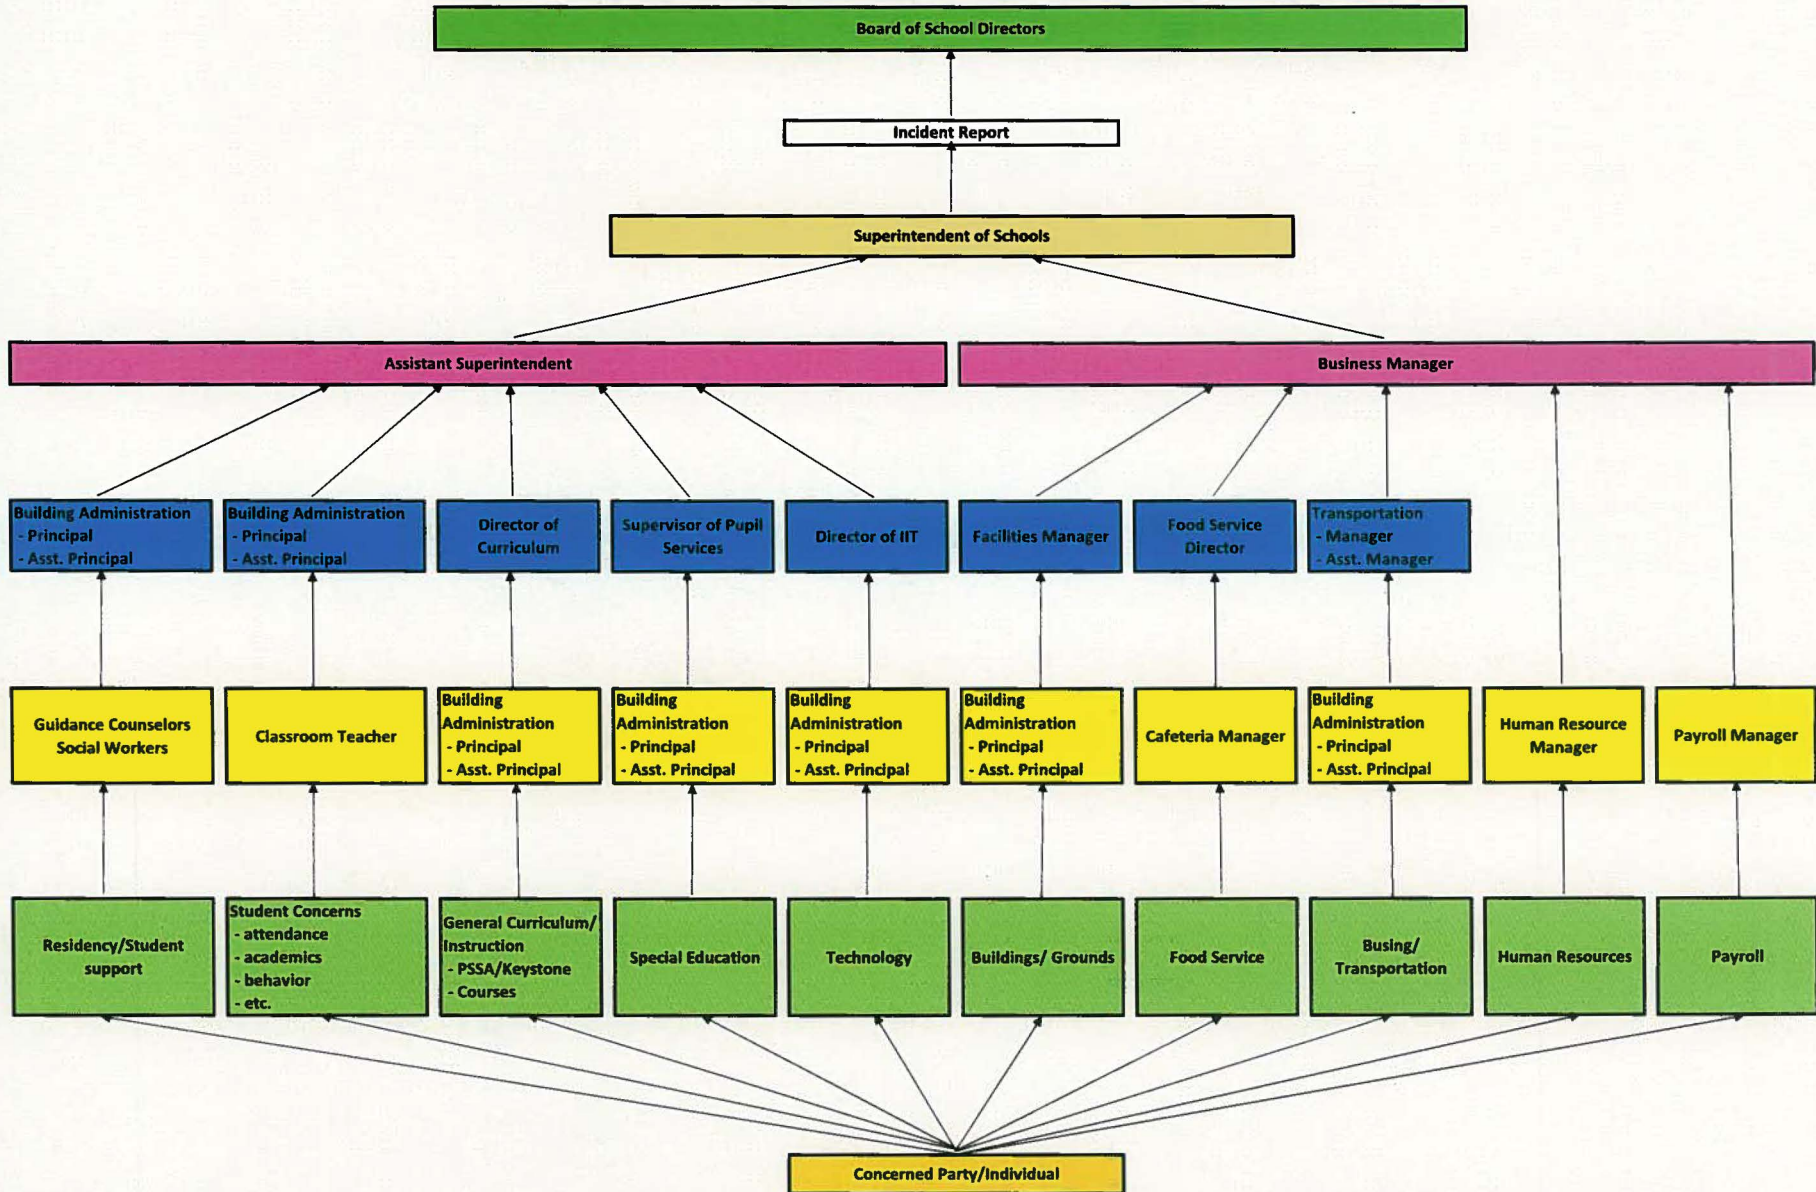 Board of School Directors
Incident Report
Superintendent of Schools
Assistant Superintendent
Business Manager
Building Administration
- Principal
- Asst. Principal
Building Administration
- Principal
- Asst. Principal
Director of
Curriculum
Supervisor of Pupil
Services
Director of IIT
Facilities Manager
Food Service
Director
Transportation
- Manager
- Asst. Manager
Guidance Counselors
Social Workers
Classroom Teacher
Building
Administration
- Principal
- Asst. Principal
Building
Administration
- Principal
- Asst. Principal
Building
Administration
- Principal
- Asst. Principal
Building
Administration
- Principal
- Asst. Principal
Cafeteria Manager
Building
Administration
- Principal
- Asst. Principal
Human Resource
Manager
Payroll Manager
Residency/Student
support
Student Concerns
- attendance
- academics
- behavior
- etc.
General Curriculum/
Instruction
- PSSA/Keystone
- Courses
Special Education
Technology
Buildings/ Grounds
Food Service
Busing/
Transportation
Human Resources
Payroll
Concerned Party/Individual